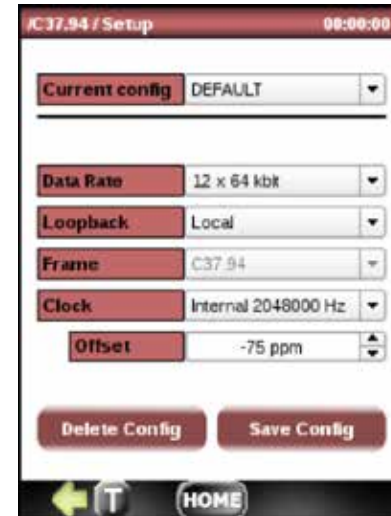 /C37.94 / Setup 00:00:00
Current config DEFAULT
Data Rate 12 x 64 kbit
Loopback Local
Frame C37.94
Clock Internal 2048000 Hz
Offset -75 ppm
Delete Config Save Config
T HOME